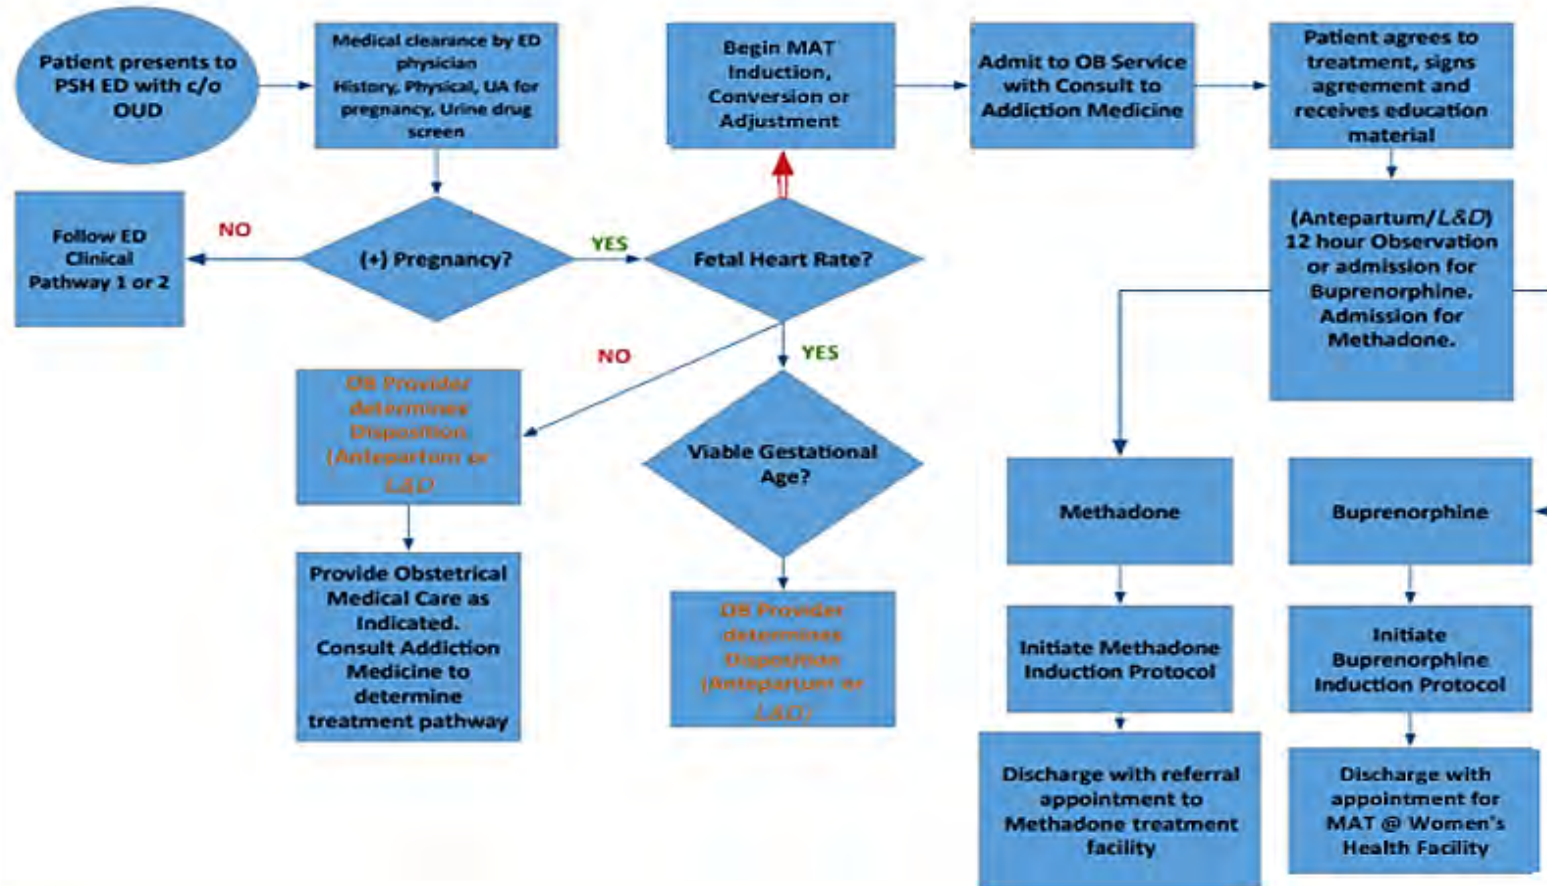 Patient presents to
PSH ED with c/o
OUD
Medical clearance by ED
physician
History, Physical, UA for
pregnancy, Urine drug
screen
Begin MAT
Induction,
Conversion or
Adjustment
Admit to OB Service
with Consult to
Addiction Medicine
Patient agrees to
treatment, signs
agreement and
receives education
material
Follow ED
Clinical
Pathway 1 or 2
NO
(+) Pregnancy?
YES
Fetal Heart Rate?
(Antepartum/L&D)
12 hour Observation
or admission for
Buprenorphine.
Admission for
Methadone.
NO
YES
OB Provider
determines
Disposition
(Antepartum or
L&D
Viable Gestational
Age?
Methadone
Buprenorphine
Provide Obstetrical
Medical Care as
Indicated.
Consult Addiction
Medicine to
determine
treatment pathway
OB Provider
determines
Disposition
(Antepartum or
L&D)
Initiate Methadone
Induction Protocol
Initiate
Buprenorphine
Induction Protocol
Discharge with referral
appointment to
Methadone treatment
facility
Discharge with
appointment for
MAT @ Women's
Health Facility